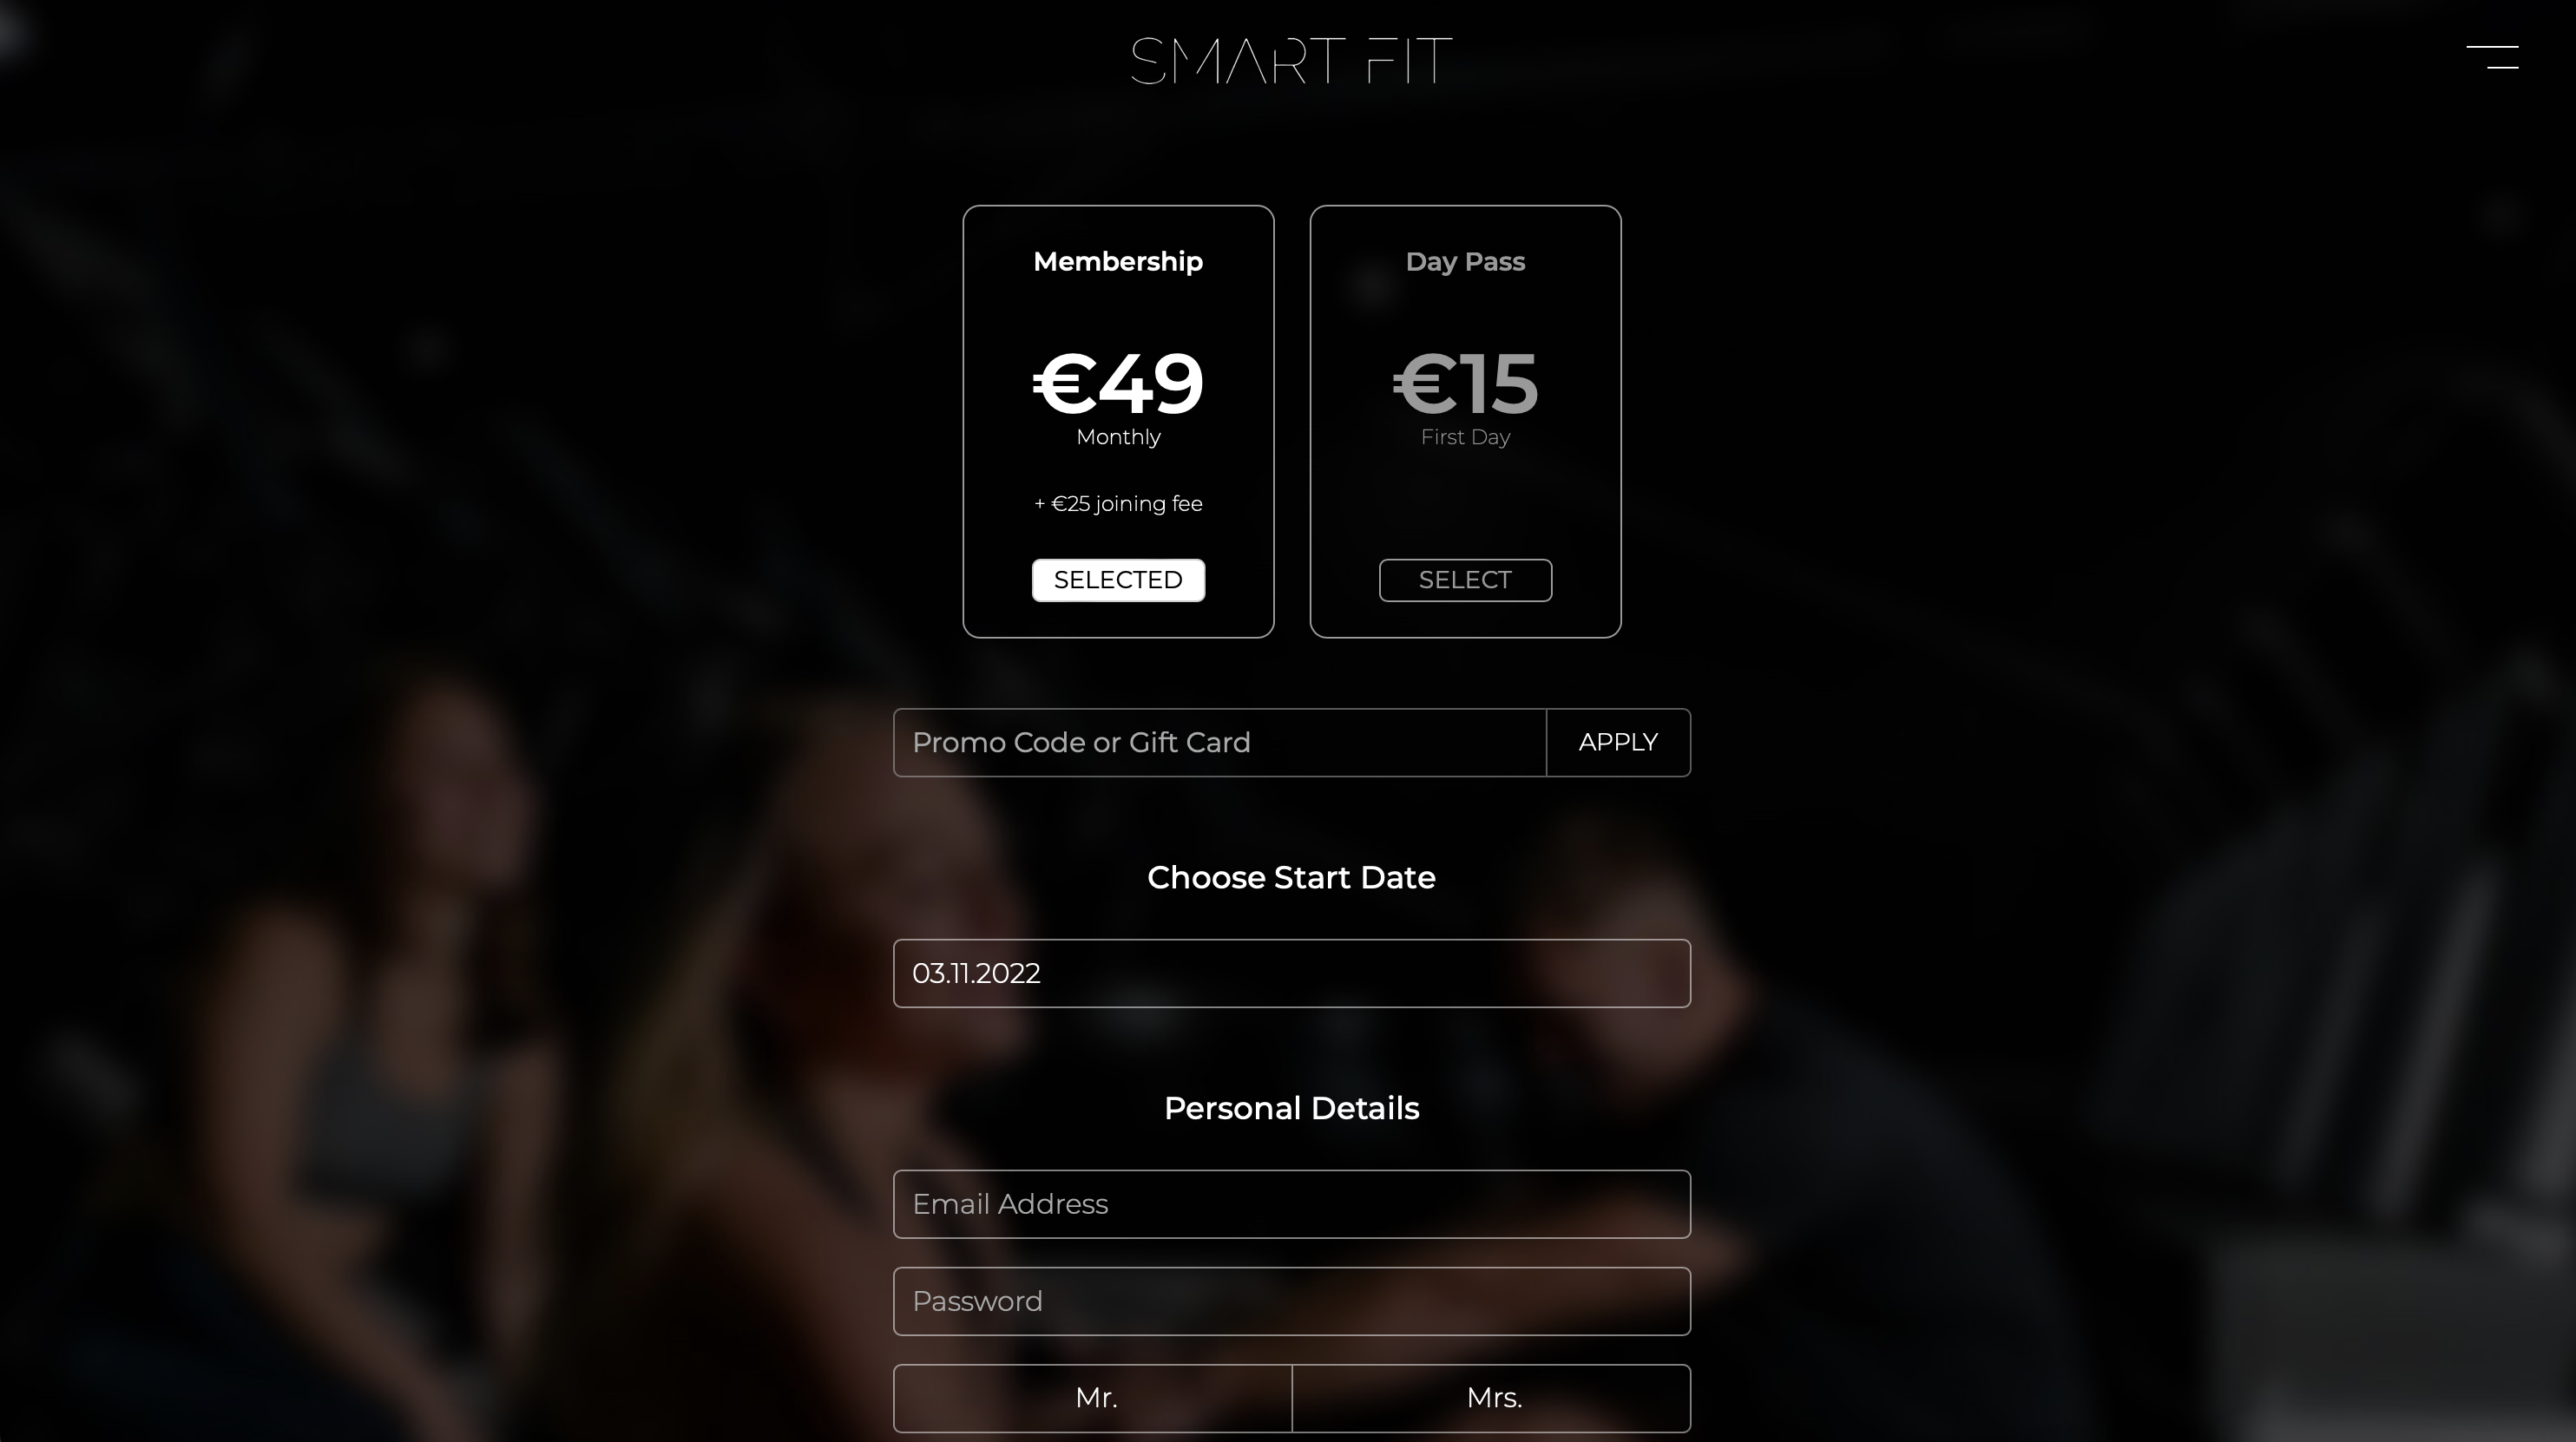 SMART FIT
Membership
€49
Monthly
+ €25 joining fee
SELECTED
Day Pass
€15
First Day
SELECT
Promo Code or Gift Card
APPLY
Choose Start Date
03.11.2022
Personal Details
Email Address
Password
Mr.
Mrs.